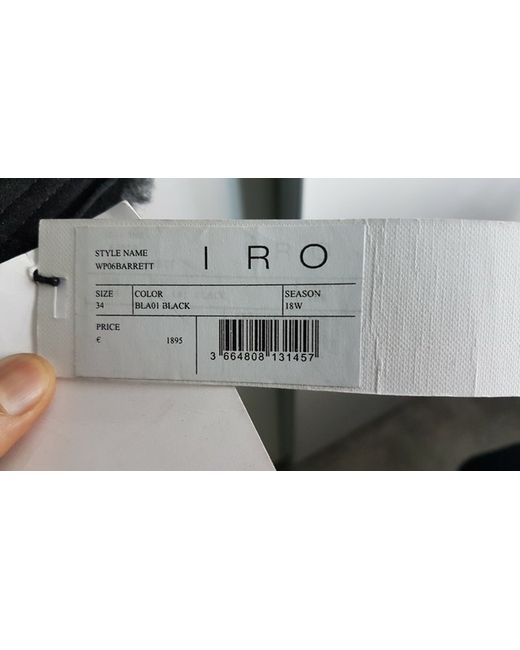 STYLE NAME
WP06BARRETT
I R O
SIZE
34
COLOR
BLA01 BLACK
SEASON
18W
PRICE
€ 1895
3 664808 131457